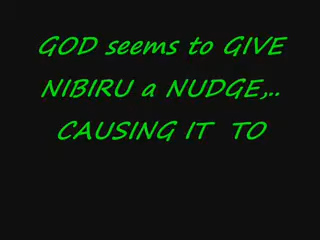 GOD seems to GIVE
NIBIRU a NUDGE,..
CAUSING IT TO